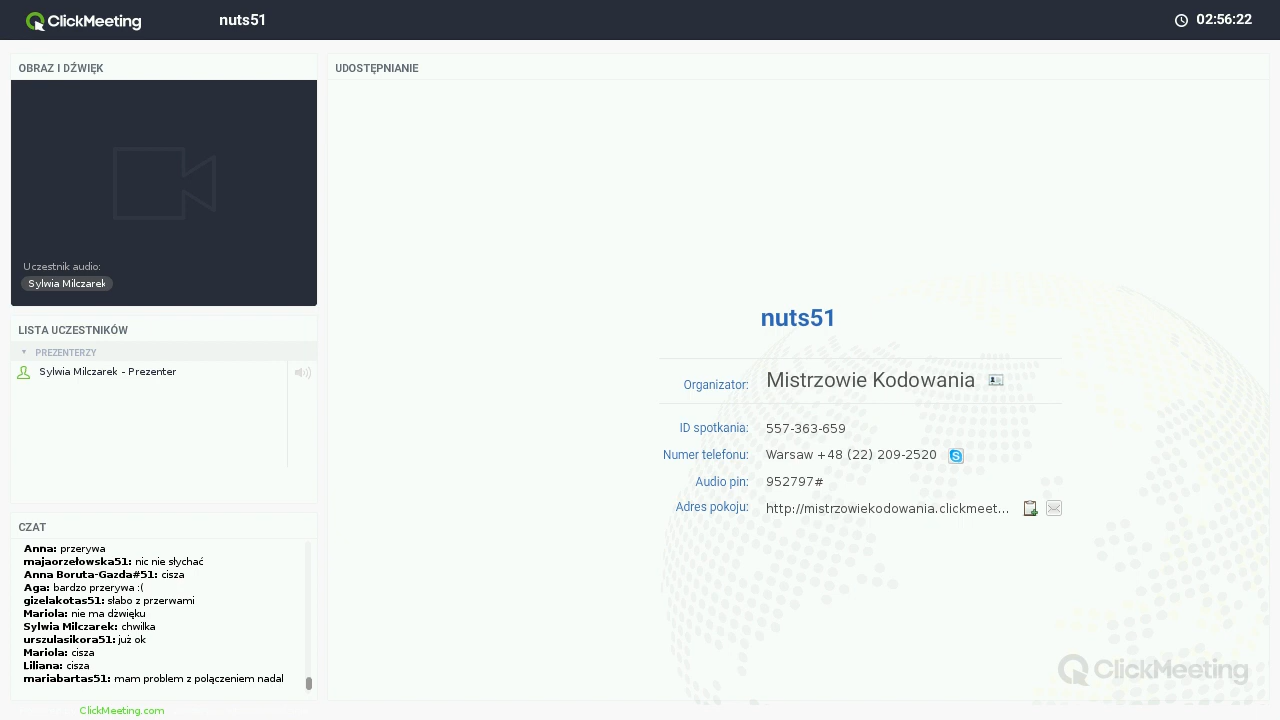 ClickMeeting
nuts51
02:56:22
OBRAZ I DŹWIĘK
UDOSTĘPNIANIE
Uczestnik audio:
Sylwia Milczarek
LISTA UCZESTNIKÓW
PREZENTERZY
Sylwia Milczarek - Prezenter
nuts51
Organizator: Mistrzowie Kodowania
ID spotkania: 557-363-659
Numer telefonu: Warsaw +48 (22) 209-2520
Audio pin: 952797#
Adres pokoju: http://mistrzowiekodowania.clickmeet...
CZAT
Anna: przerywa
majaorzełowska51: nic nie słychać
Anna Boruta-Gazda#51: cisza
Aga: bardzo przerywa :(
gizelakotas51: słabo z przerwami
Mariola: nie ma dźwięku
Sylwia Milczarek: chwilka
urszulasikora51: już ok
Mariola: cisza
Liliana: cisza
mariabartas51: mam problem z połączeniem nadal
ClickMeeting
ClickMeeting.com